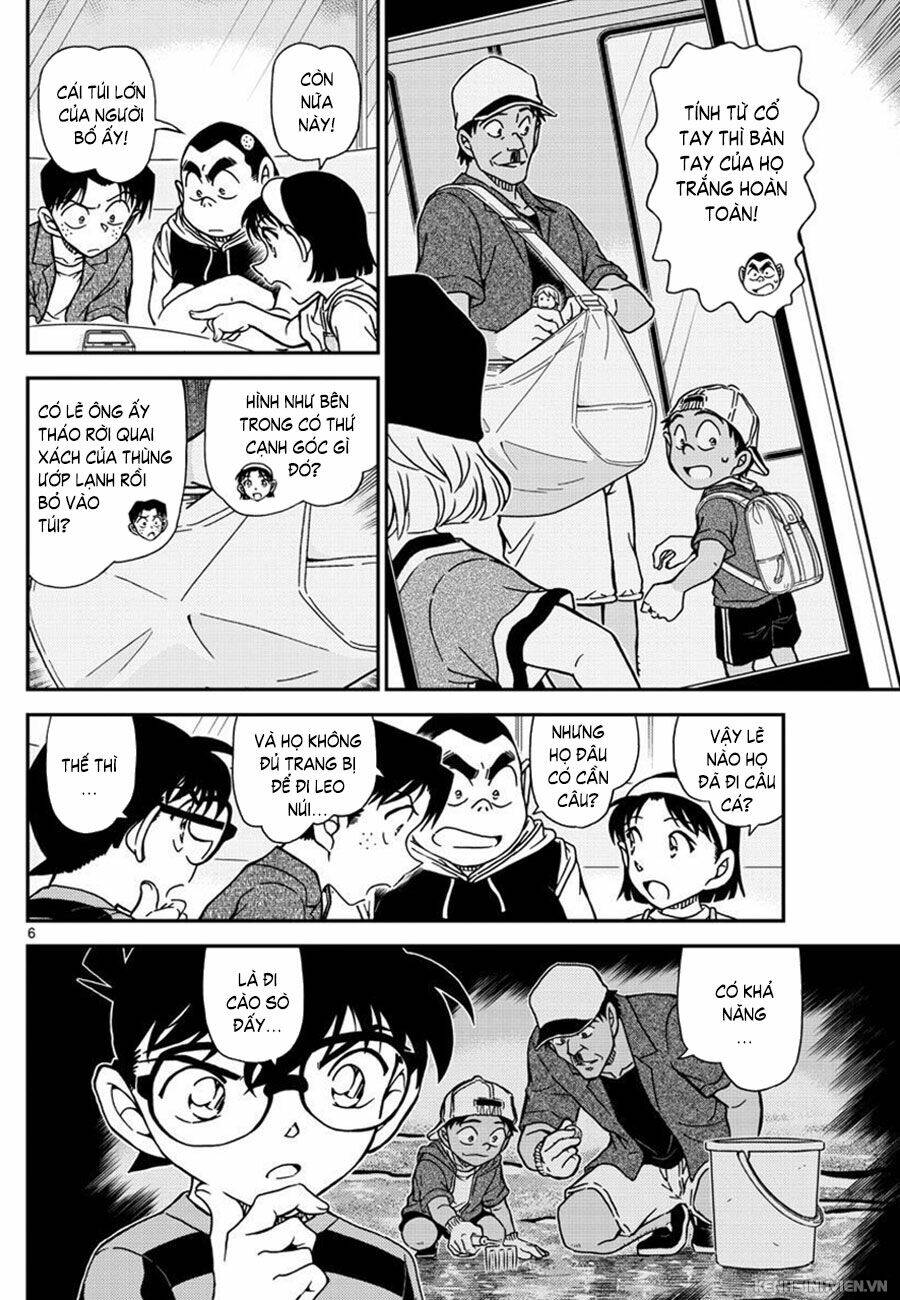 TÍNH TỪ CỔ
TAY THÌ BÀN
TAY CỦA HỌ
TRẮNG HOÀN
TOÀN!
CÒN
NỮA
NÀY!
CÁI TÚI LỚN
CỦA NGƯỜI
BỐ ẤY!
HÌNH NHƯ BÊN
TRONG CÓ THỨ
CẠNH GÓC GÌ
ĐÓ?
CÓ LẼ ÔNG ẤY
THÁO RỜI QUAI
XÁCH CỦA THÙNG
ƯỚP LẠNH RỒI
BỎ VÀO
TÚI?
VẬY LẼ
NÀO HỌ
ĐÃ ĐI CÂU
CÁ?
NHƯNG
HỌ ĐÂU
CÓ CẦN
CÂU?
VÀ HỌ KHÔNG
ĐỦ TRANG BỊ
ĐỂ ĐI LEO
NÚI...
THẾ THÌ
...
6
CÓ KHẢ
NĂNG
...
LÀ ĐI
CÀO SÒ
ĐẤY...
KENHSINHVIEN.VN